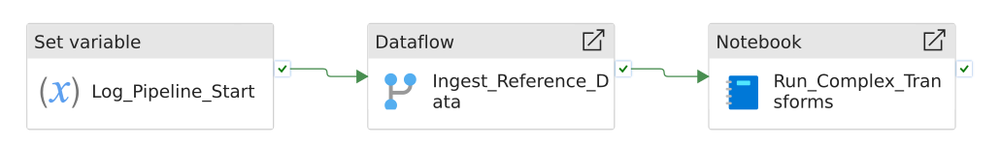 Set variable
(x) Log_Pipeline_Start
Dataflow
Ingest_Reference_D
ata
Notebook
Run_Complex_Tran
sforms